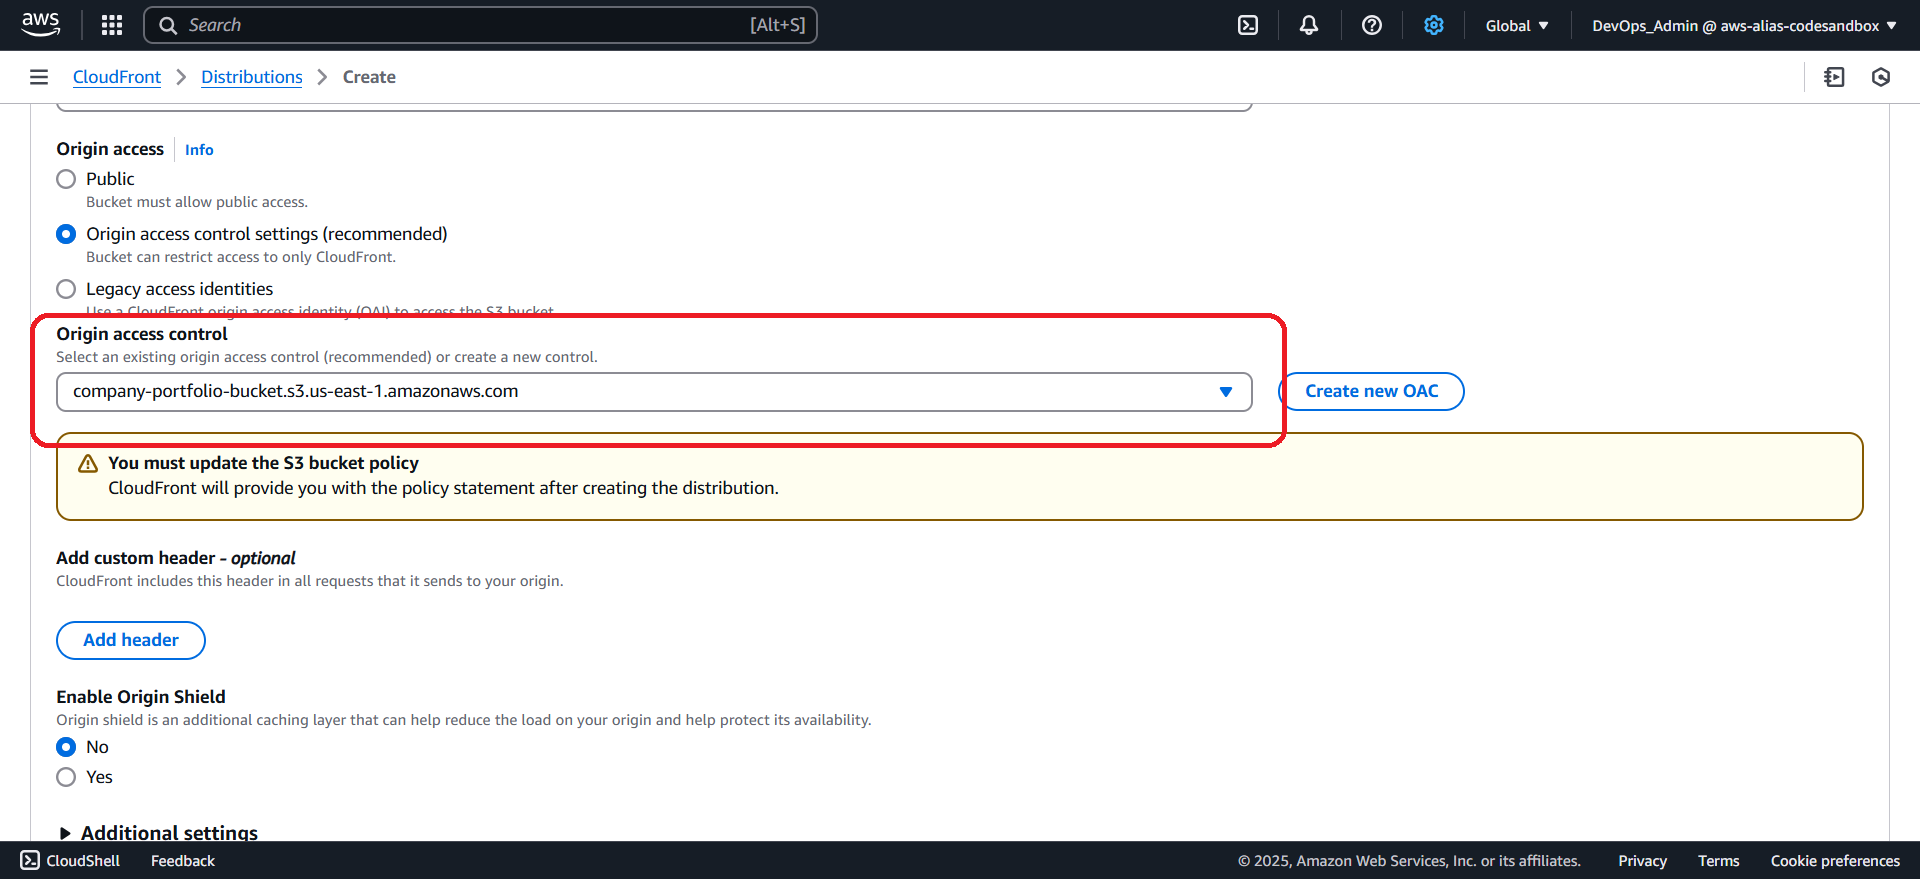 aws
Search
[Alt+S]
Global
DevOps_Admin @ aws-alias-codesandbox
CloudFront
Distributions
Create
Origin access
Info
Public
Bucket must allow public access.
Origin access control settings (recommended)
Bucket can restrict access to only CloudFront.
Legacy access identities
Use a CloudFront origin access identity (OAI) to access the S3 bucket.
Origin access control
Select an existing origin access control (recommended) or create a new control.
company-portfolio-bucket.s3.us-east-1.amazonaws.com
Create new OAC
You must update the S3 bucket policy
CloudFront will provide you with the policy statement after creating the distribution.
Add custom header - optional
CloudFront includes this header in all requests that it sends to your origin.
Add header
Enable Origin Shield
Origin shield is an additional caching layer that can help reduce the load on your origin and help protect its availability.
No
Yes
Additional settings
CloudShell
Feedback
© 2025, Amazon Web Services, Inc. or its affiliates.
Privacy
Terms
Cookie preferences